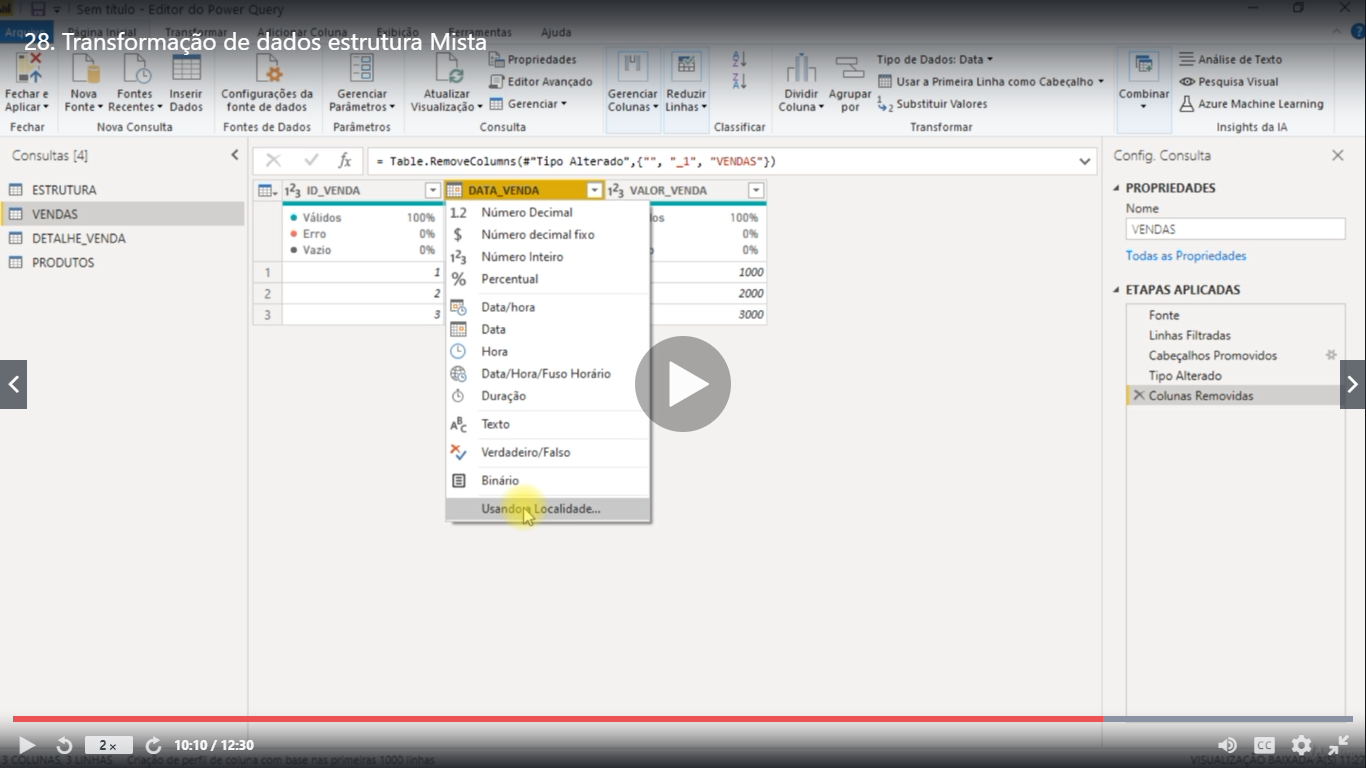 Sem título - Editor do Power Query
28. Transformação de dados estrutura Mista
Arquivo Página Inicial Transformar Adicionar Coluna Exibição Ferramentas Ajuda
Fechar e Aplicar
Fechar
Nova Fonte
Fontes Recentes
Inserir Dados
Nova Consulta
Configurações da fonte de dados
Fontes de Dados
Gerenciar Parâmetros
Parâmetros
Atualizar Visualização
Propriedades
Editor Avançado
Gerenciar
Consulta
Gerenciar Colunas
Reduzir Linhas
Classificar
Dividir Coluna
Agrupar por
Tipo de Dados: Data
Usar a Primeira Linha como Cabeçalho
Substituir Valores
Transformar
Combinar
Análise de Texto
Pesquisa Visual
Azure Machine Learning
Insights da IA
Consultas [4]
ESTRUTURA
VENDAS
DETALHE_VENDA
PRODUTOS
fx
= Table.RemoveColumns(#"Tipo Alterado",{"", "_1", "VENDAS"})
ID_VENDA DATA_VENDA VALOR_VENDA
Válidos 100% 100%
Erro 0% 0%
Vazio 0% 0%
1 1 1000
2 2 2000
3 3 3000
1.2 Número Decimal
$ Número decimal fixo
123 Número Inteiro
% Percentual
Data/hora
Data
Hora
Data/Hora/Fuso Horário
Duração
ABC Texto
Verdadeiro/Falso
Binário
Usando a Localidade...
Config. Consulta
PROPRIEDADES
Nome
VENDAS
Todas as Propriedades
ETAPAS APLICADAS
Fonte
Linhas Filtradas
Cabeçalhos Promovidos
Tipo Alterado
Colunas Removidas
2 x
10:10 / 12:30
CC
3 COLUNAS, 3 LINHAS Criação de perfil de coluna com base nas primeiras 1000 linhas